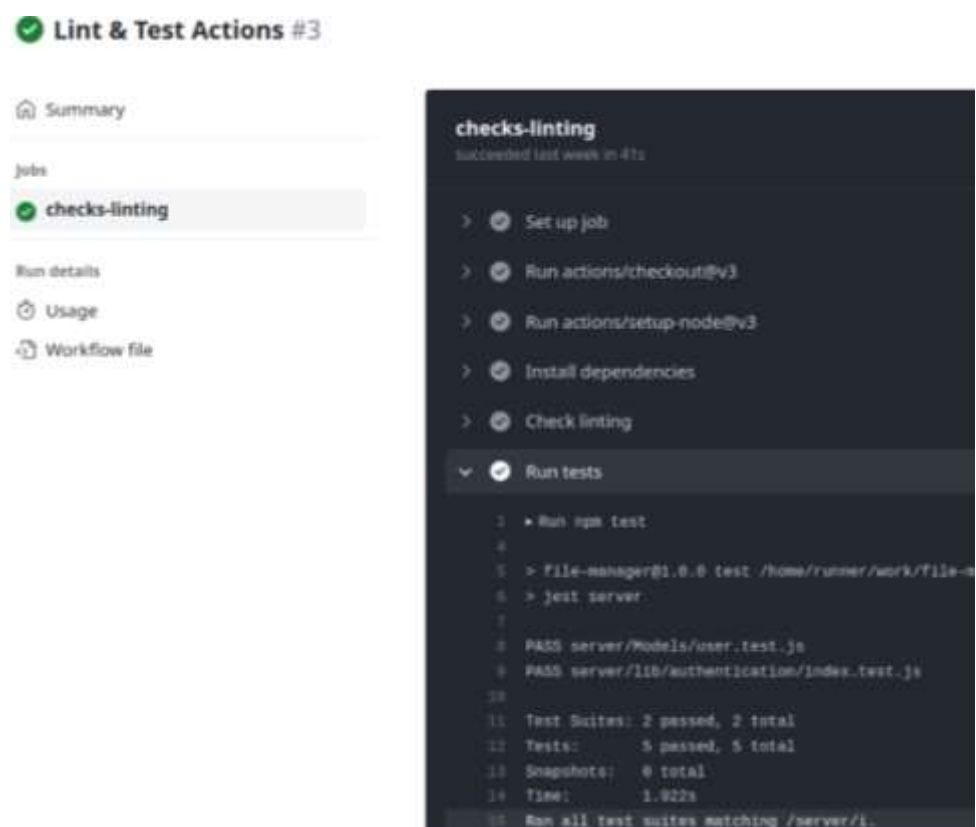 Lint & Test Actions #3
Summary
Jobs
checks-linting
Run details
Usage
Workflow file
checks-linting
succeeded last week in 41s
Set up job
Run actions/checkout@v3
Run actions/setup-node@v3
Install dependencies
Check linting
Run tests
Run npm test
4
5 > file-manager@1.0.0 test /home/runner/work/file-m
6 > jest server
7
8 PASS server/Models/user.test.js
9 PASS server/lib/authentication/index.test.js
10
11 Test Suites: 2 passed, 2 total
12 Tests: 5 passed, 5 total
13 Snapshots: 0 total
14 Time: 1.922s
15 Ran all test suites matching /server/i.